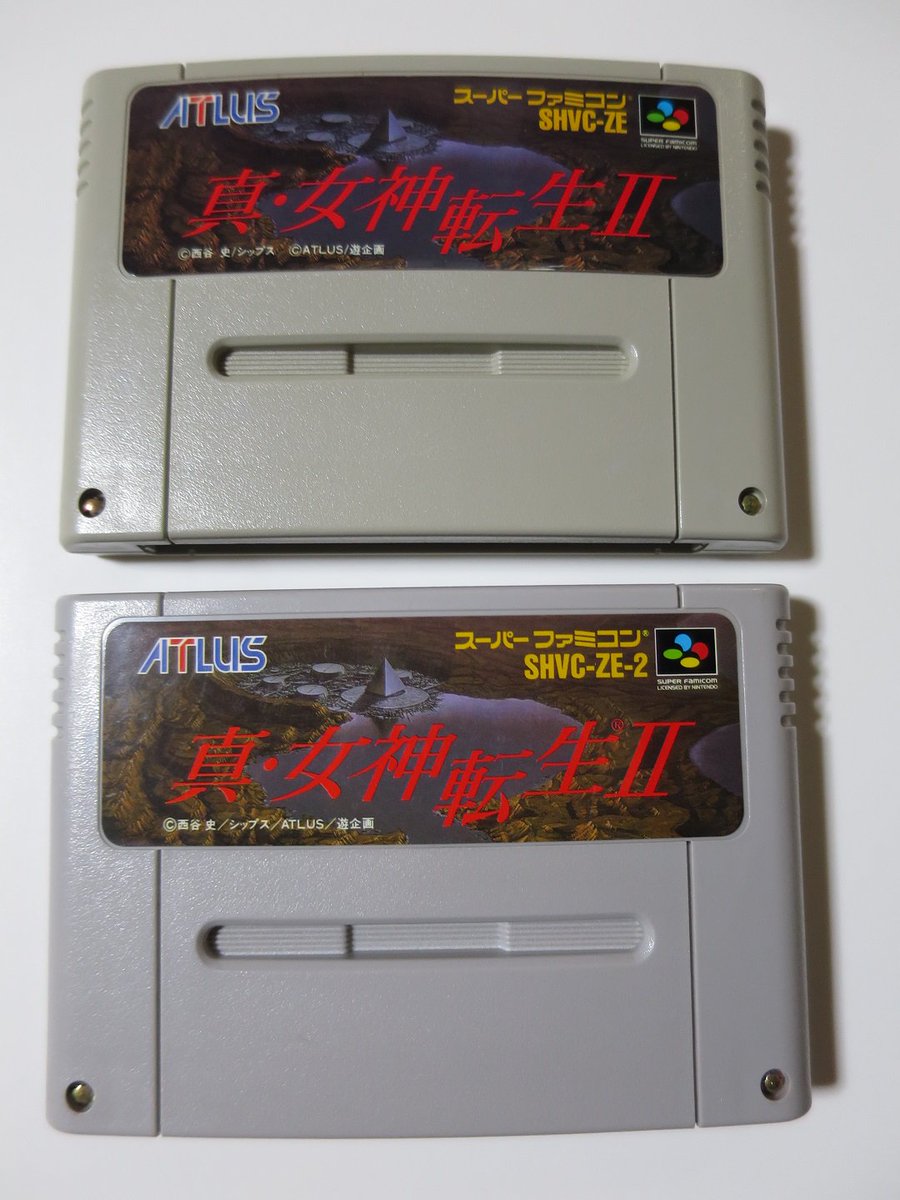 ATLUS
スーパーファミコン®
SHVC-ZE
SUPER FAMICOM
LICENSED BY NINTENDO
真・女神転生II
©西谷 史/シップス ©ATLUS/遊企画
ATLUS
スーパーファミコン®
SHVC-ZE-2
SUPER FAMICOM
LICENSED BY NINTENDO
真・女神転生®II
©西谷 史／シップス／ATLUS／遊企画